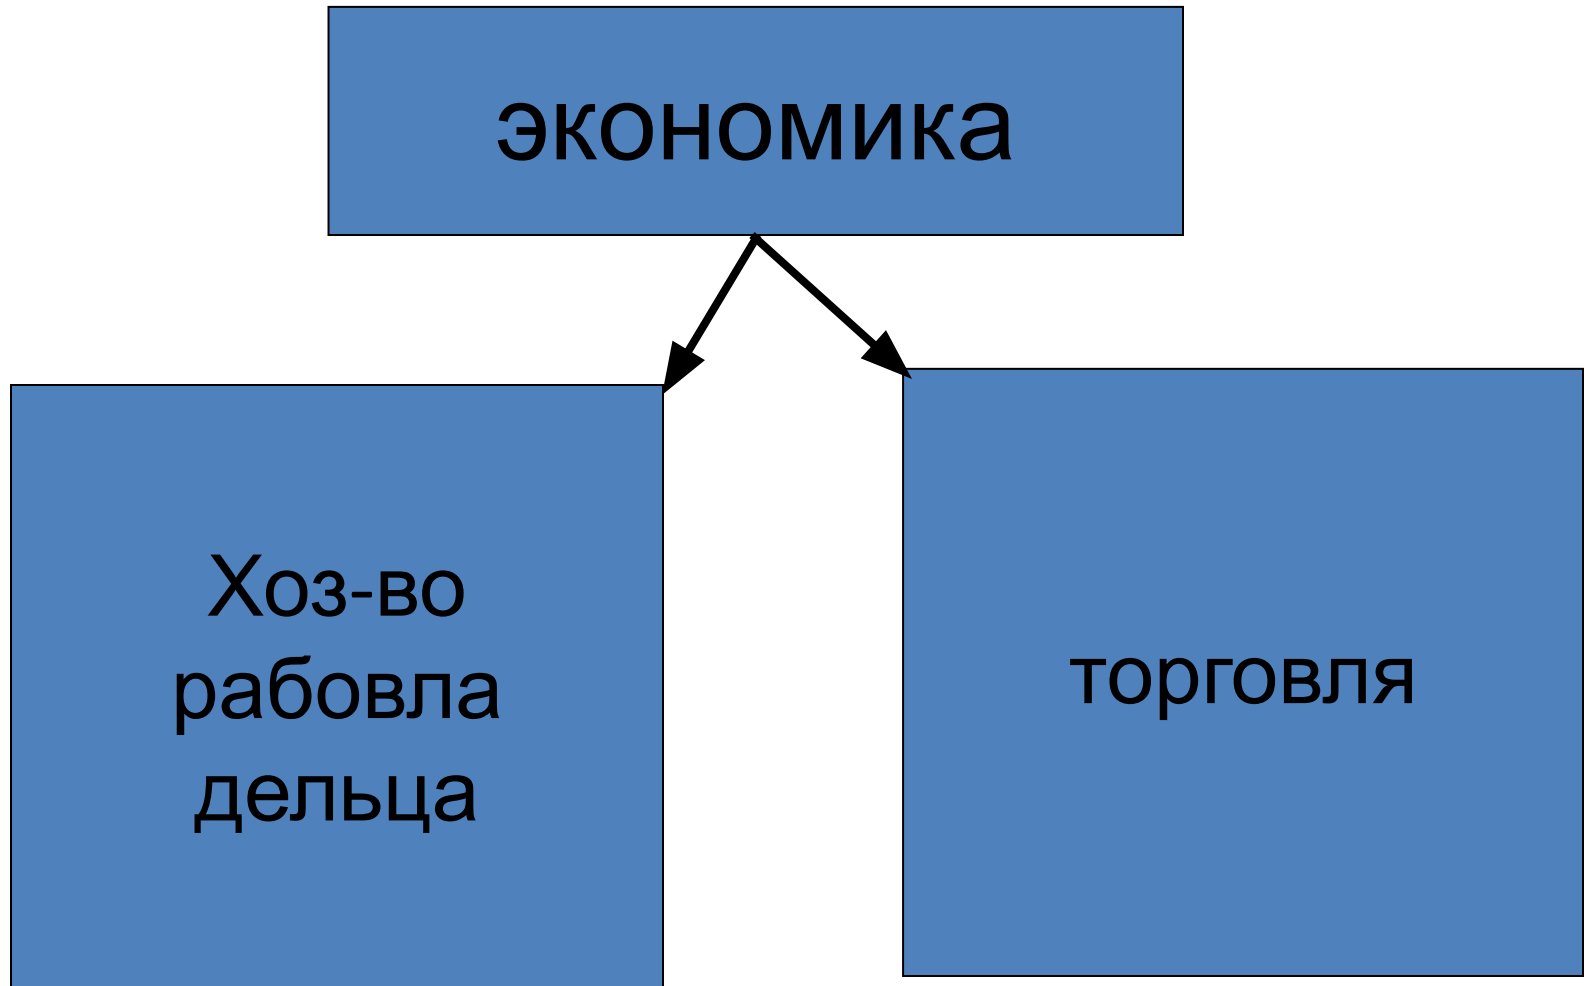 экономика
Хоз-во
рабовла
дельца
торговля